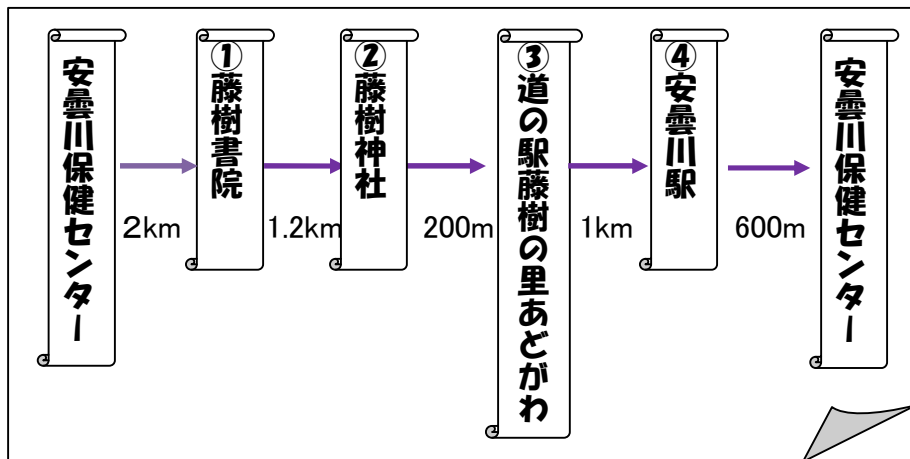 安曇川保健センター
2km
①藤樹書院
1.2km
②藤樹神社
200m
③道の駅藤樹の里あどがわ
1km
④安曇川駅
600m
安曇川保健センター